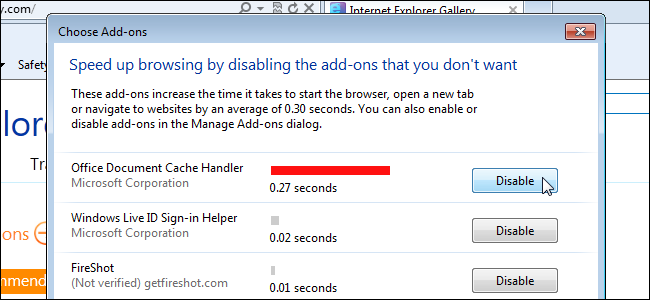 y.com/
Internet Explorer Gallery
Choose Add-ons
Safety
Speed up browsing by disabling the add-ons that you don't want
These add-ons increase the time it takes to start the browser, open a new tab
or navigate to websites by an average of 0.30 seconds. You can also enable or
disable add-ons in the Manage Add-ons dialog.
lor
Tra
Office Document Cache Handler
Microsoft Corporation
0.27 seconds
Disable
ons
Windows Live ID Sign-in Helper
Microsoft Corporation
0.02 seconds
Disable
mmend
FireShot
(Not verified) getfireshot.com
0.01 seconds
Disable